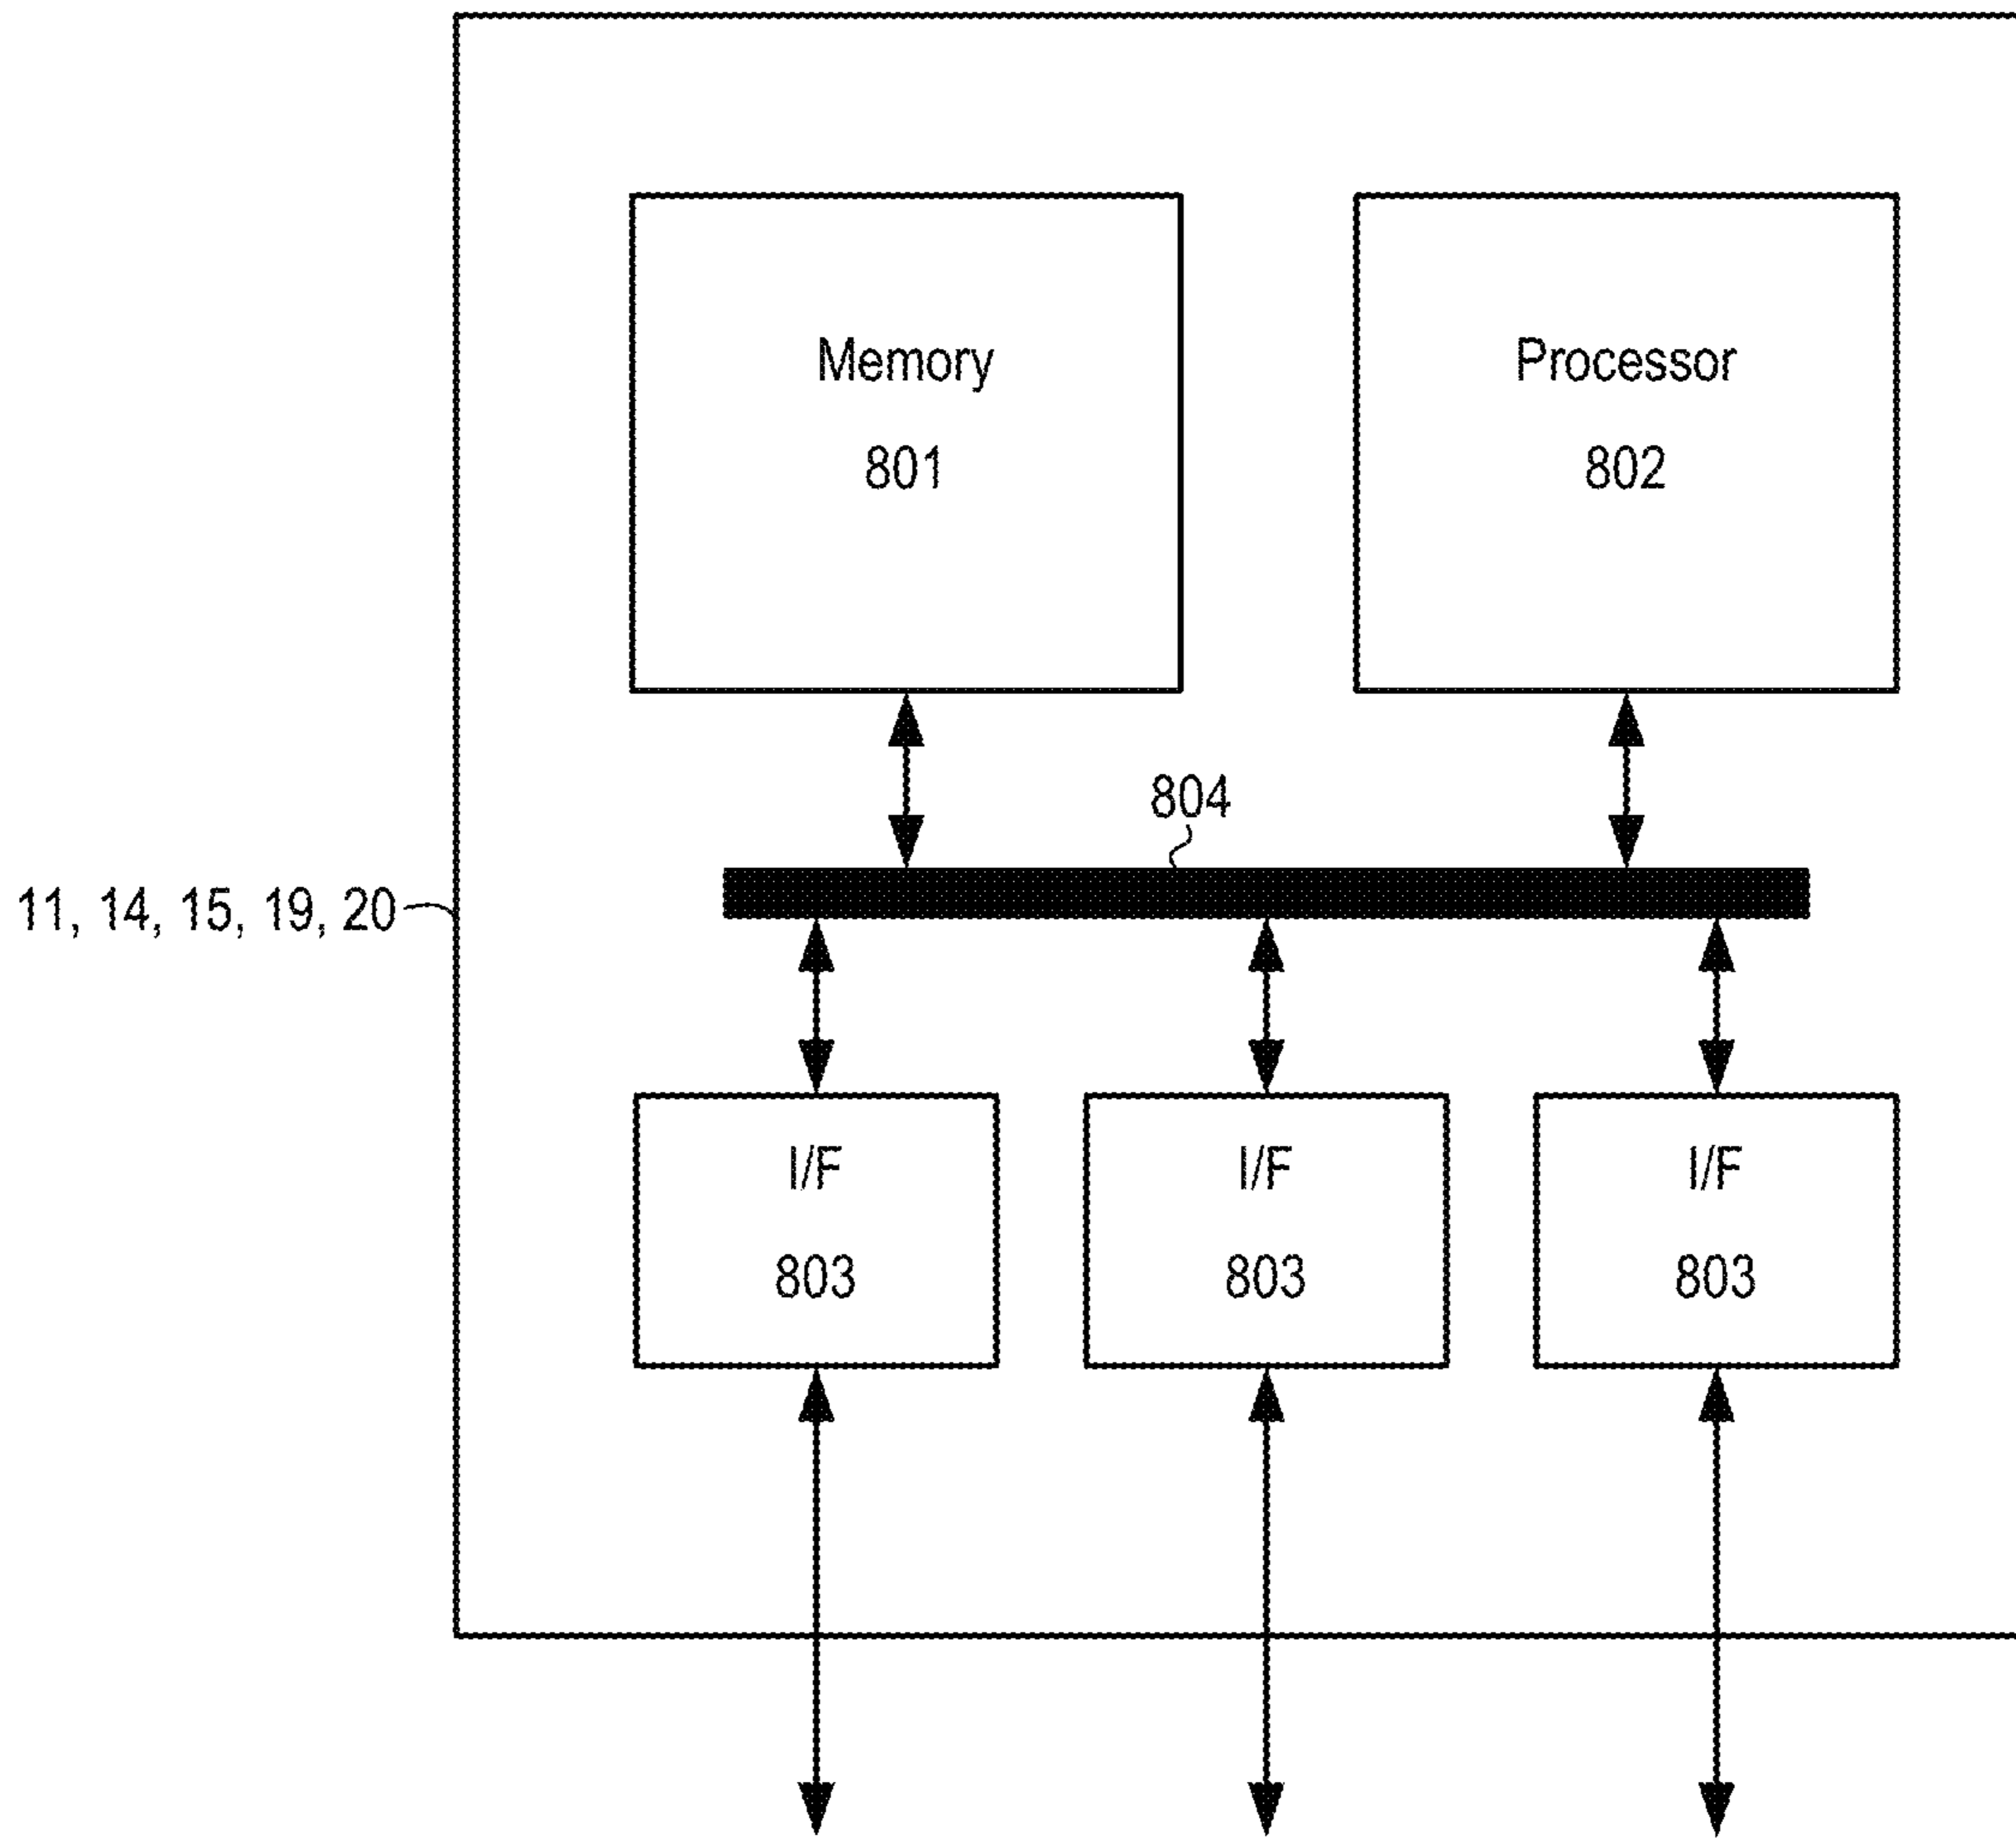 Memory
801
Processor
802
804
11, 14, 15, 19, 20
I/F
803
I/F
803
I/F
803